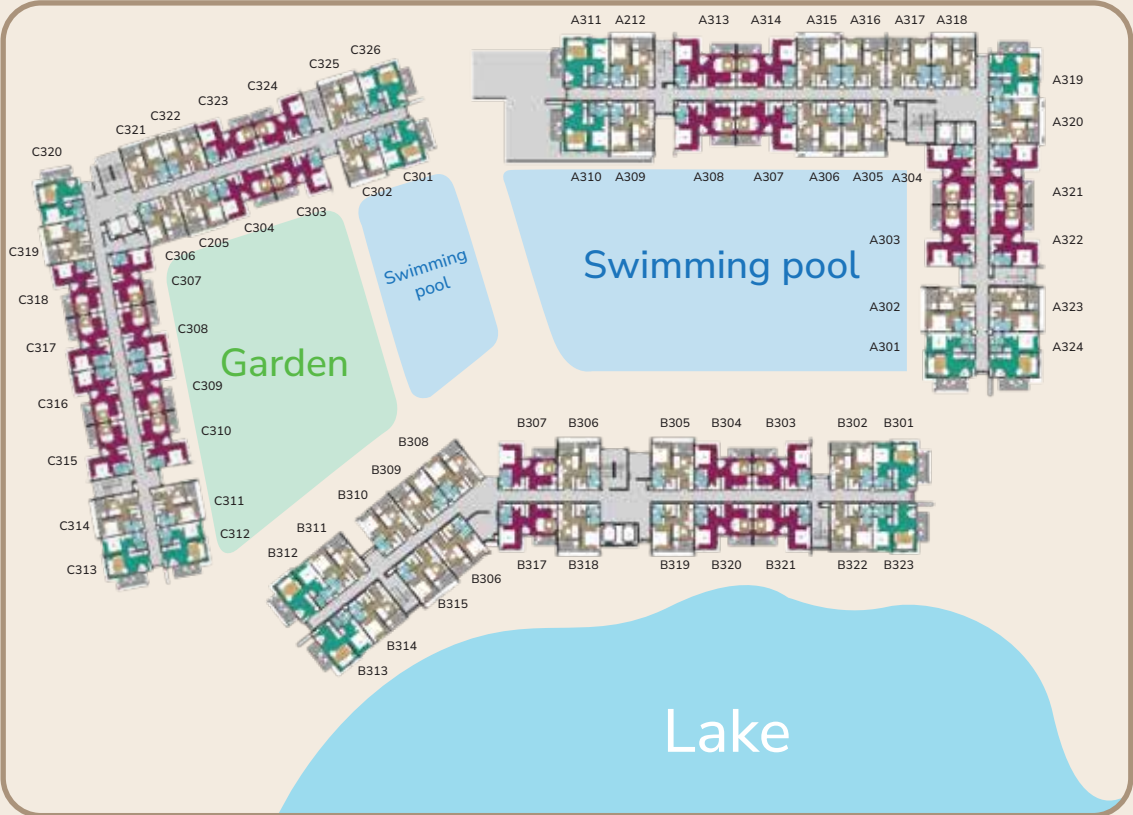 A311 A212 A313 A314 A315 A316 A317 A318
A319
A320
A310 A309 A308 A307 A306 A305 A304
A321
A303 A322
A302 A323
A301 A324
C326
C325
C324
C323
C322
C321
C320
C301
C302
C303
C304
C205
C306
C319
C307
C318
C308
C317
C309
C316
C310
C315
C311
C314
C312
C313
Swimming
pool
Swimming pool
Garden
B307 B306 B305 B304 B303 B302 B301
B308
B309
B310
B311
B312
B317 B318 B319 B320 B321 B322 B323
B306
B315
B314
B313
Lake